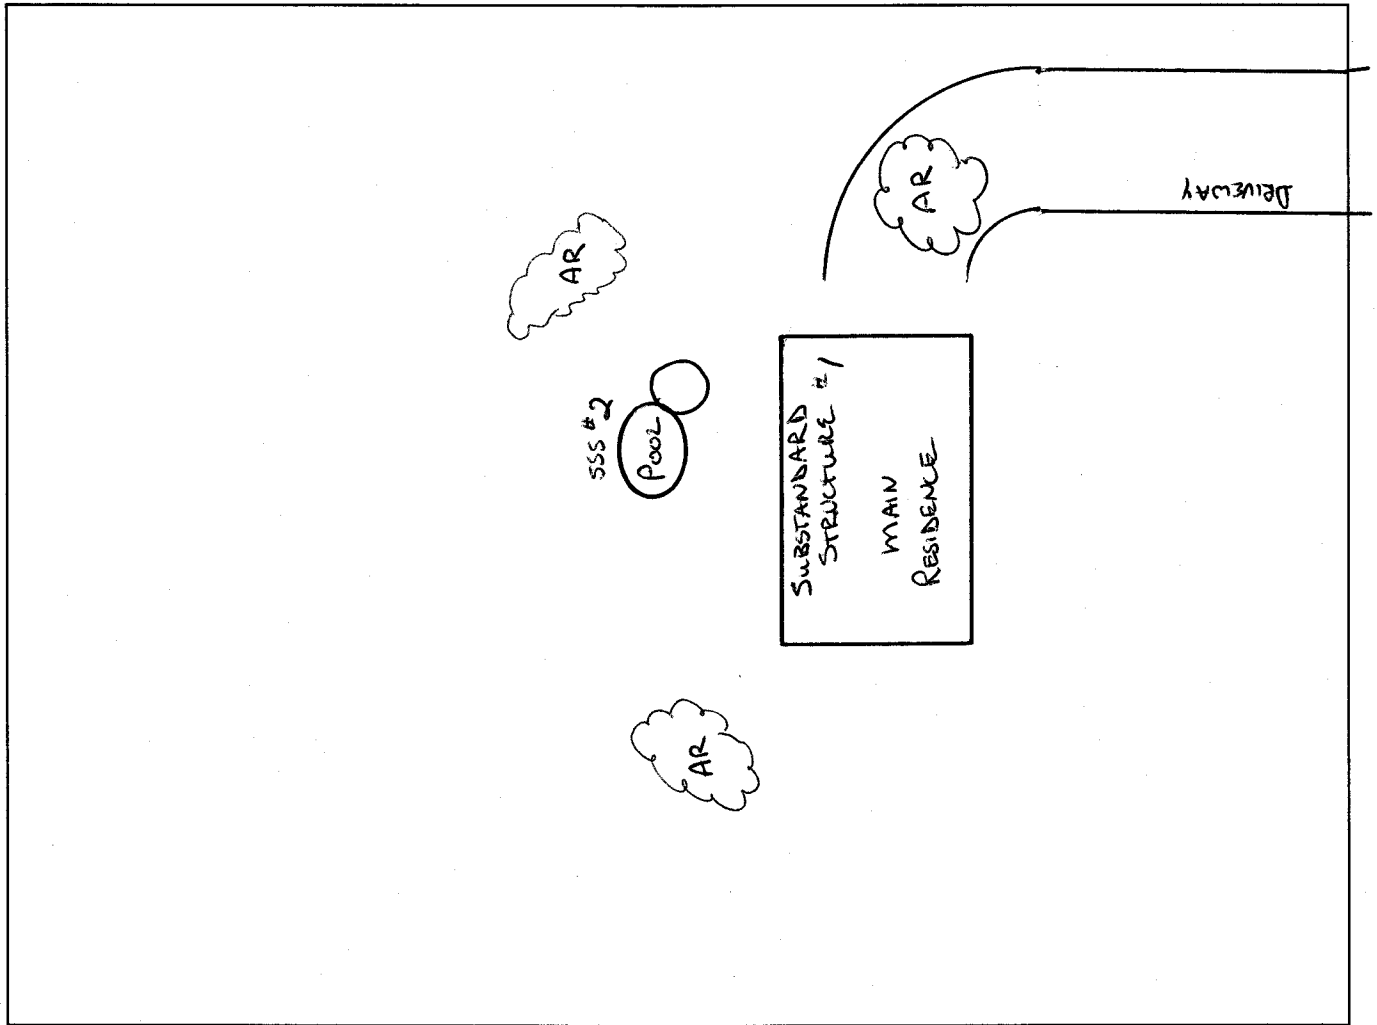 DRIVEWAY
AR
AR
SSS #2
POOL
SUBSTANDARD
STRUCTURE #1
MAIN
RESIDENCE
AR